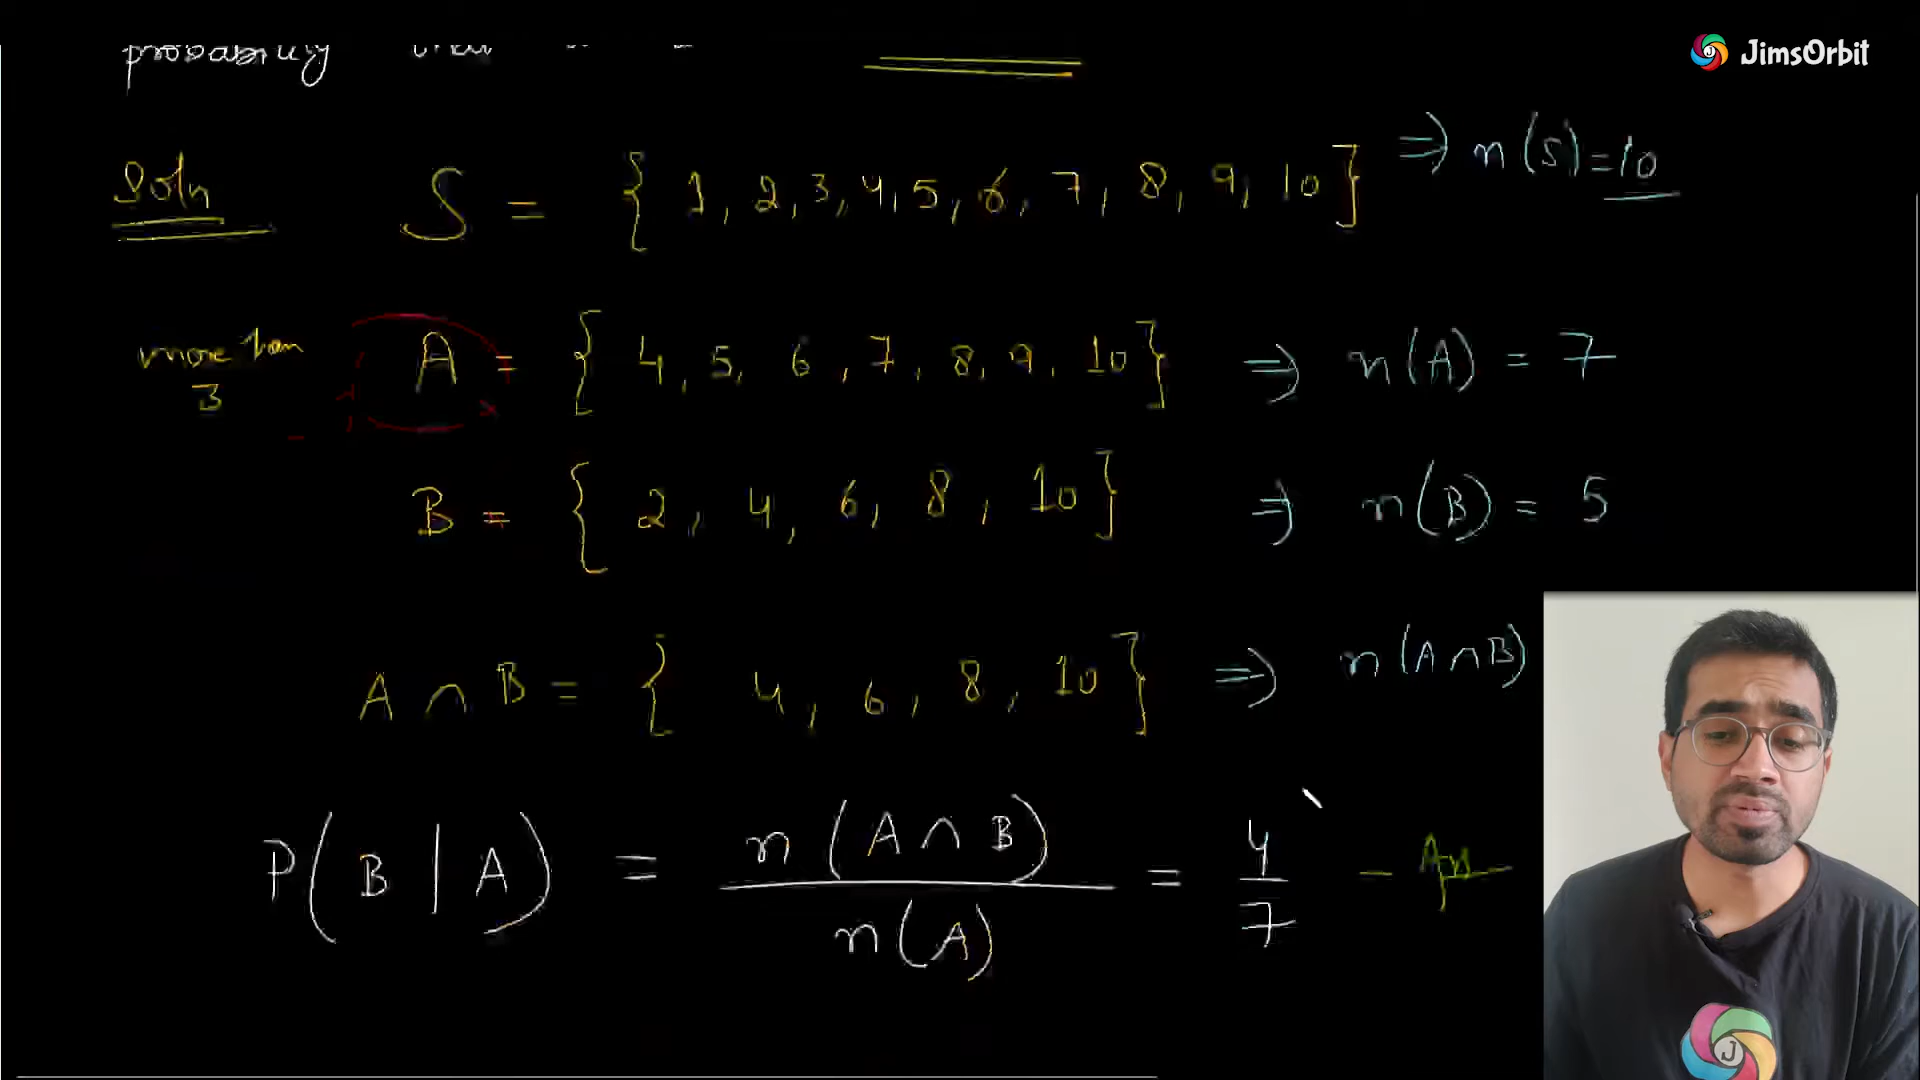 probability that
JimsOrbit
Soln S = { 1, 2, 3, 4, 5, 6, 7, 8, 9, 10 } ⇒ n(S) = 10
more than 3 A = { 4, 5, 6, 7, 8, 9, 10 } ⇒ n(A) = 7
B = { 2, 4, 6, 8, 10 } ⇒ n(B) = 5
A ∩ B = { 4, 6, 8, 10 } ⇒ n(A ∩ B)
P(B | A) = n(A ∩ B) / n(A) = 4/7 - Ans
J